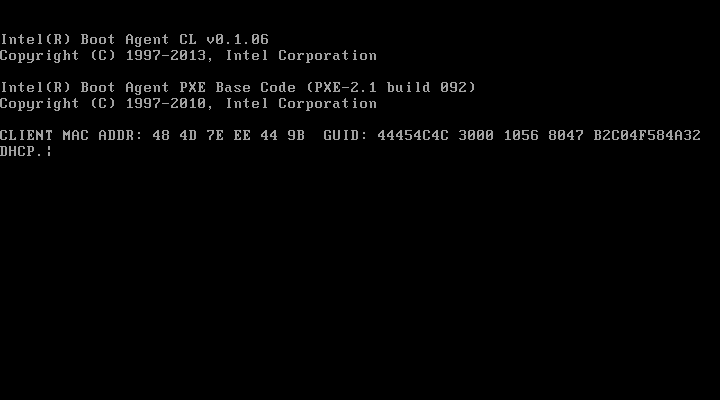 Intel(R) Boot Agent CL v0.1.06
Copyright (C) 1997-2013, Intel Corporation
Intel(R) Boot Agent PXE Base Code (PXE-2.1 build 092)
Copyright (C) 1997-2010, Intel Corporation
CLIENT MAC ADDR: 48 4D 7E EE 44 9B  GUID: 44454C4C 3000 1056 8047 B2C04F584A32
DHCP.¦